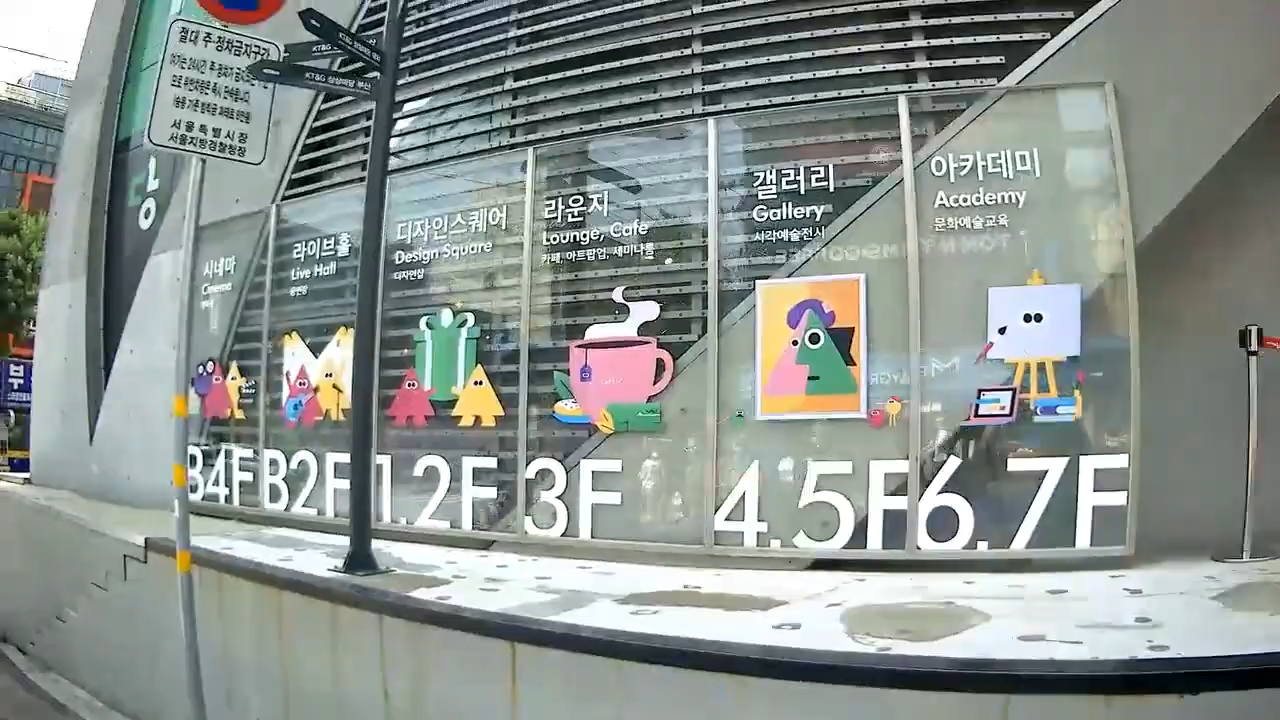 절대 주·정차금지구간
서울특별시장
서울지방경찰청장
KT&G 상상마당 부산
시네마
Cinema
B4F
라이브홀
Live Hall
공연장
B2F
디자인스퀘어
Design Square
디자인샵
1.2F
라운지
Lounge, Cafe
카페, 아트팝업, 세미나룸
3F
갤러리
Gallery
시각예술전시
4.5F
아카데미
Academy
문화예술교육
6.7F
당
부